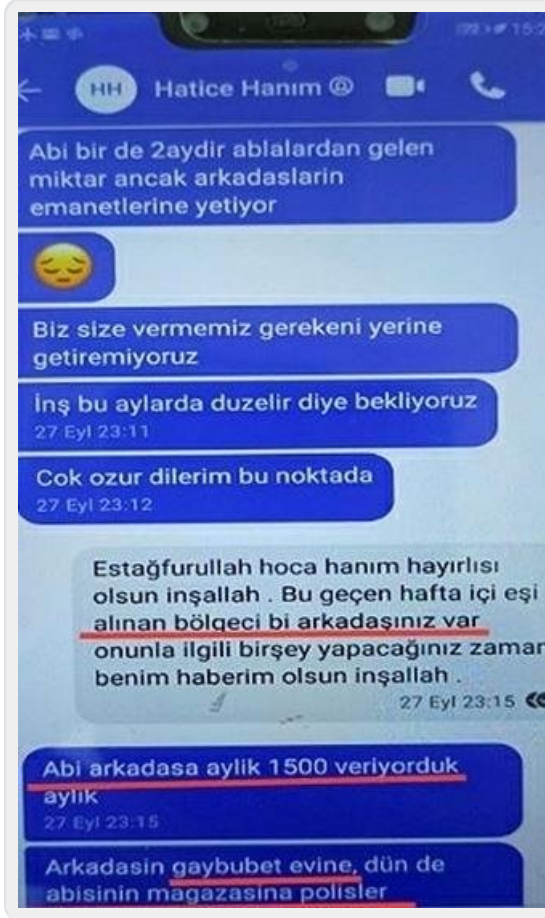 15:2
HH Hatice Hanım @
Abi bir de 2aydir ablalardan gelen
miktar ancak arkadaslarin
emanetlerine yetiyor
Biz size vermemiz gerekeni yerine
getiremiyoruz
İnş bu aylarda duzelir diye bekliyoruz
27 Eyl 23:11
Cok ozur dilerim bu noktada
27 Eyl 23:12
Estağfurullah hoca hanım hayırlısı
olsun inşallah . Bu geçen hafta içi eşi
alınan bölgeci bi arkadaşınız var
onunla ilgili birşey yapacağınız zaman
benim haberim olsun inşallah .
27 Eyl 23:15
Abi arkadasa aylik 1500 veriyorduk
aylık
27 Eyl 23:15
Arkadasin gaybubet evine, dün de
abisinin magazasina polisler